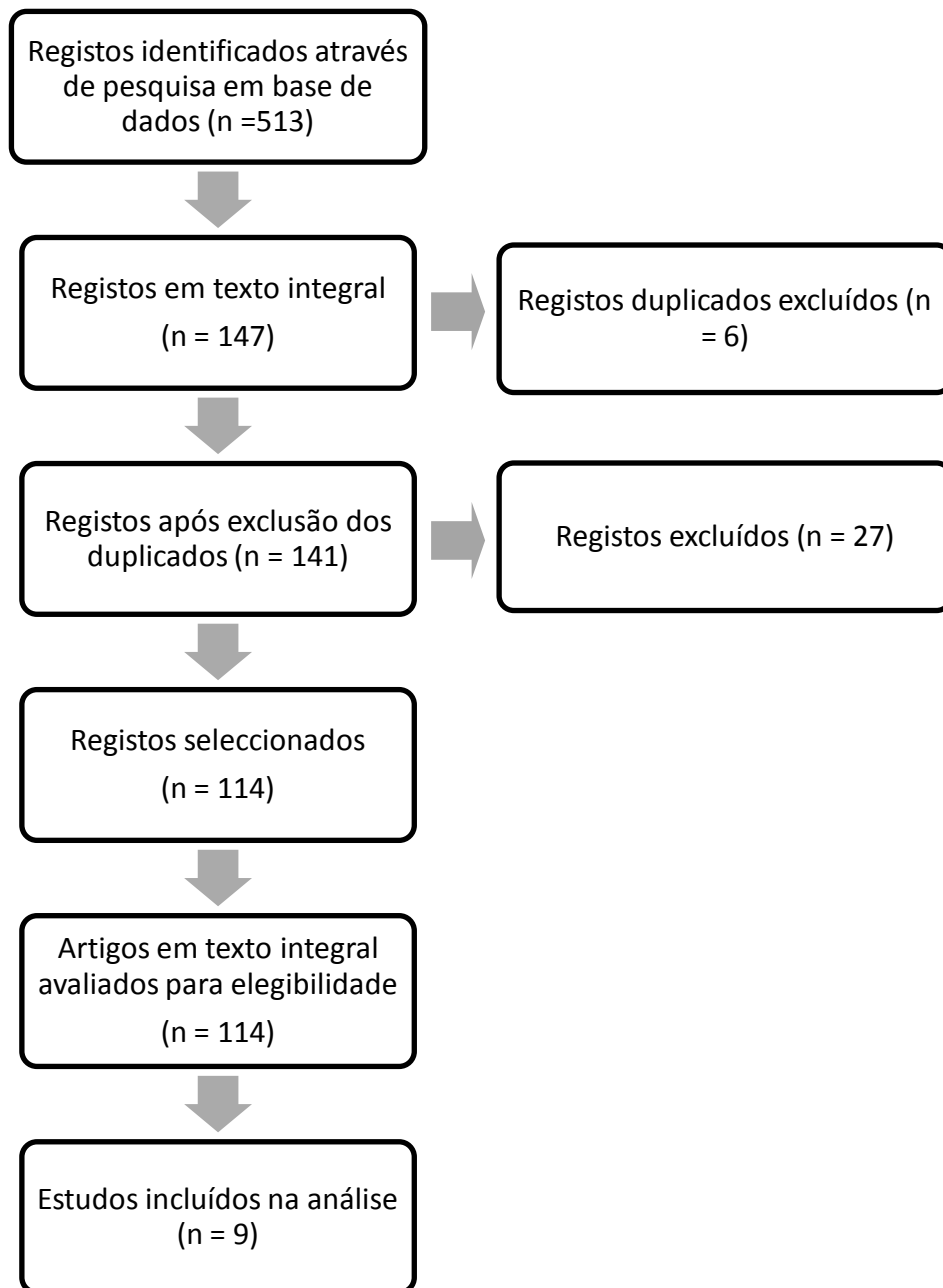 Registos identificados através
de pesquisa em base de
dados (n =513)
Registos em texto integral
(n = 147)
Registos duplicados excluídos (n
= 6)
Registos após exclusão dos
duplicados (n = 141)
Registos excluídos (n = 27)
Registos seleccionados
(n = 114)
Artigos em texto integral
avaliados para elegibilidade
(n = 114)
Estudos incluídos na análise
(n = 9)